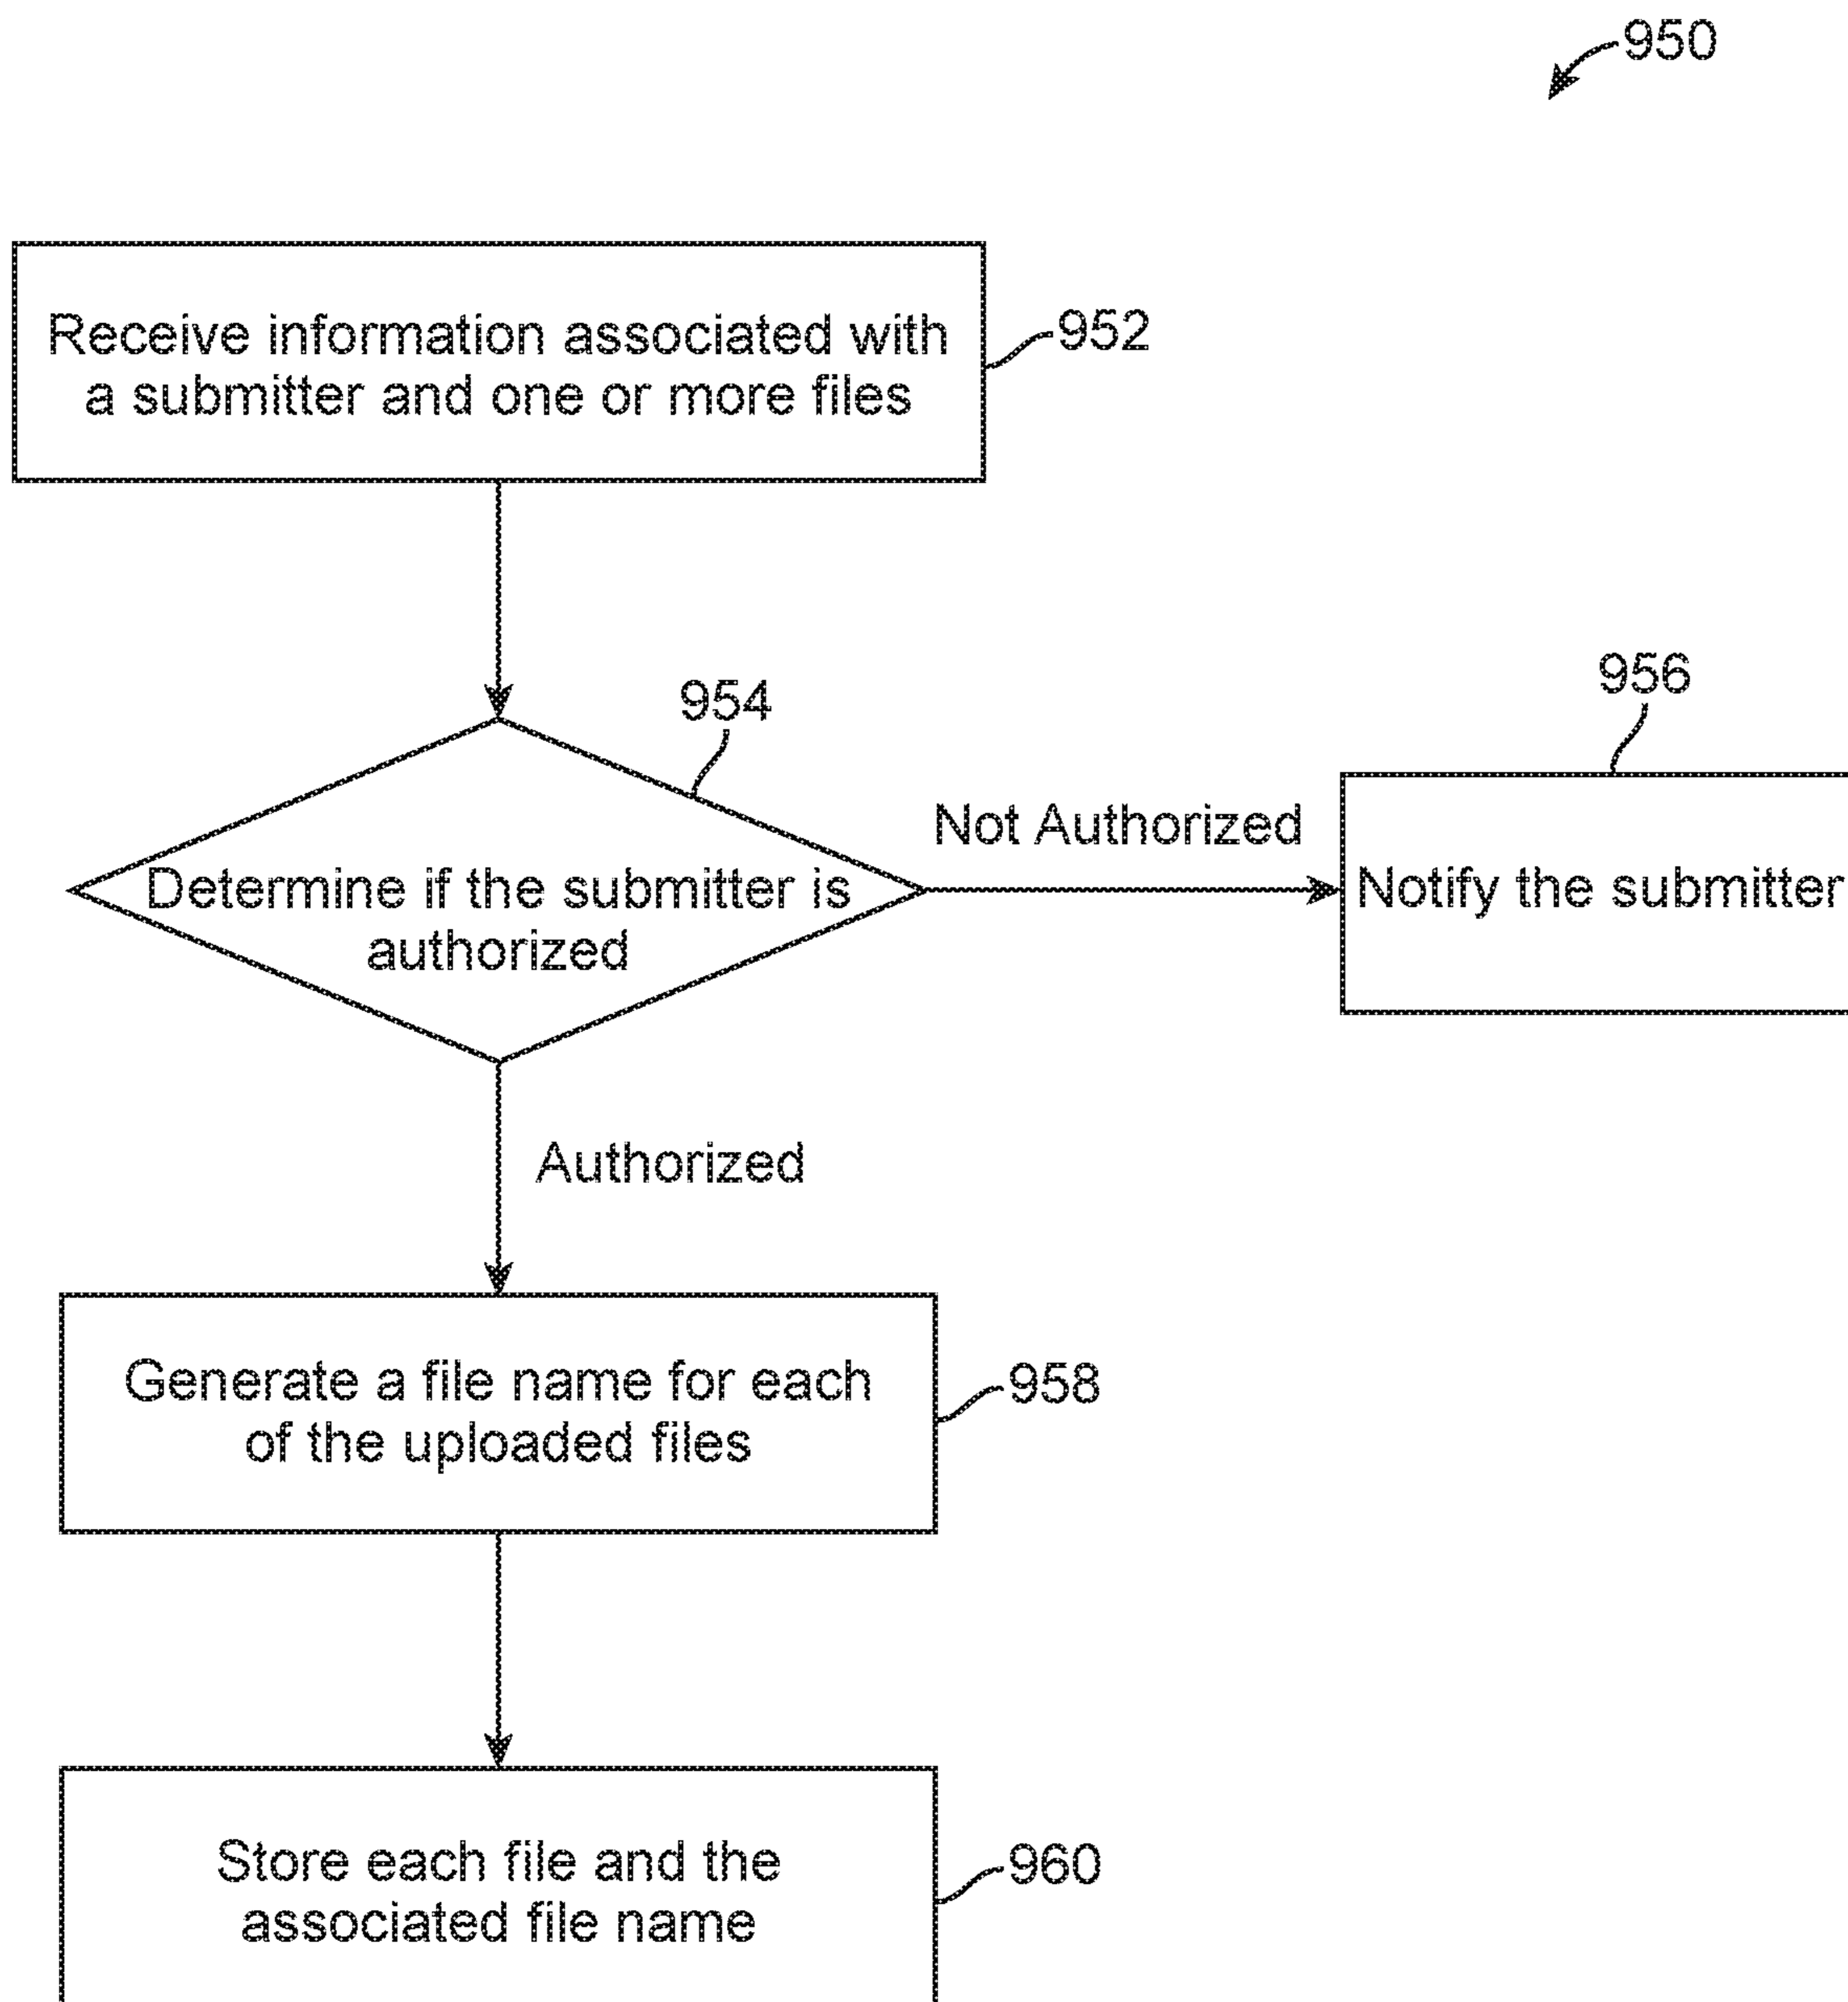 950
Receive information associated with
a submitter and one or more files
952
954
956
Not Authorized
Determine if the submitter is
authorized
Notify the submitter
Authorized
Generate a file name for each
of the uploaded files
958
Store each file and the
associated file name
960